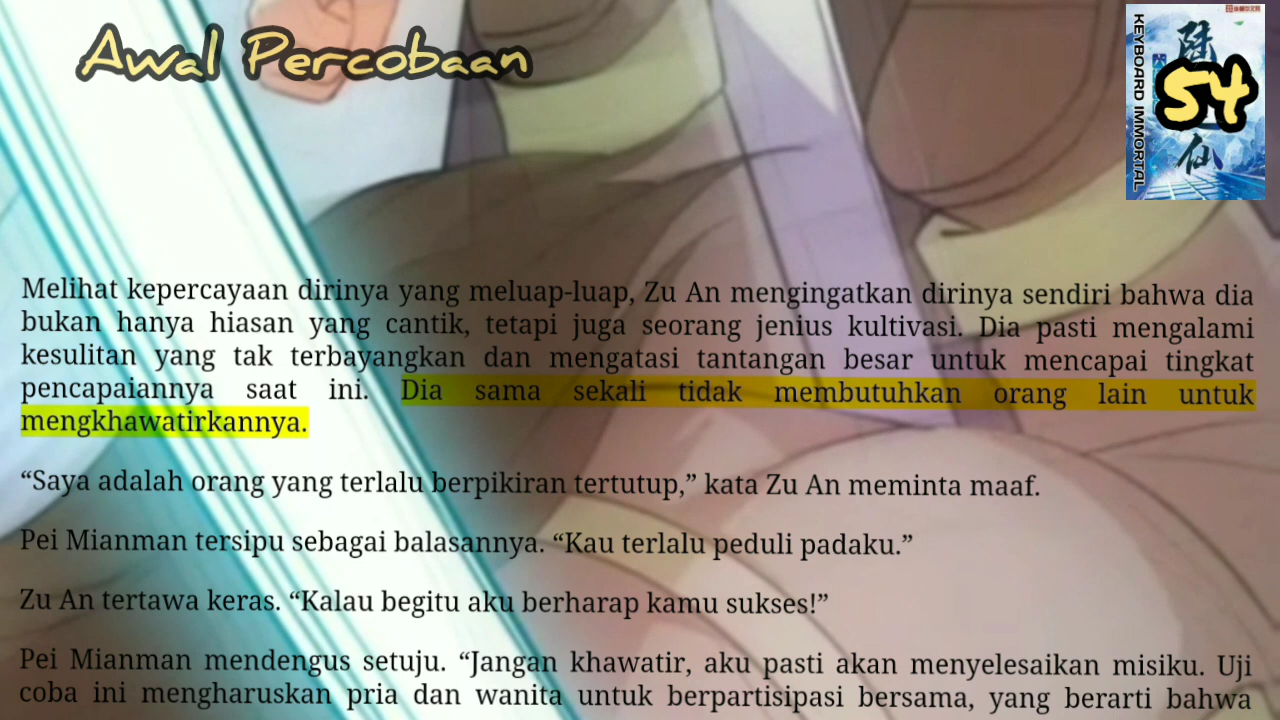 Awal Percobaan
KEYBOARD IMMORTAL
54
Melihat kepercayaan dirinya yang meluap-luap, Zu An mengingatkan dirinya sendiri bahwa dia
bukan hanya hiasan yang cantik, tetapi juga seorang jenius kultivasi. Dia pasti mengalami
kesulitan yang tak terbayangkan dan mengatasi tantangan besar untuk mencapai tingkat
pencapaiannya saat ini. Dia sama sekali tidak membutuhkan orang lain untuk
mengkhawatirkannya.
“Saya adalah orang yang terlalu berpikiran tertutup,” kata Zu An meminta maaf.
Pei Mianman tersipu sebagai balasannya. “Kau terlalu peduli padaku.”
Zu An tertawa keras. “Kalau begitu aku berharap kamu sukses!”
Pei Mianman mendengus setuju. “Jangan khawatir, aku pasti akan menyelesaikan misiku. Uji
coba ini mengharuskan pria dan wanita untuk berpartisipasi bersama, yang berarti bahwa